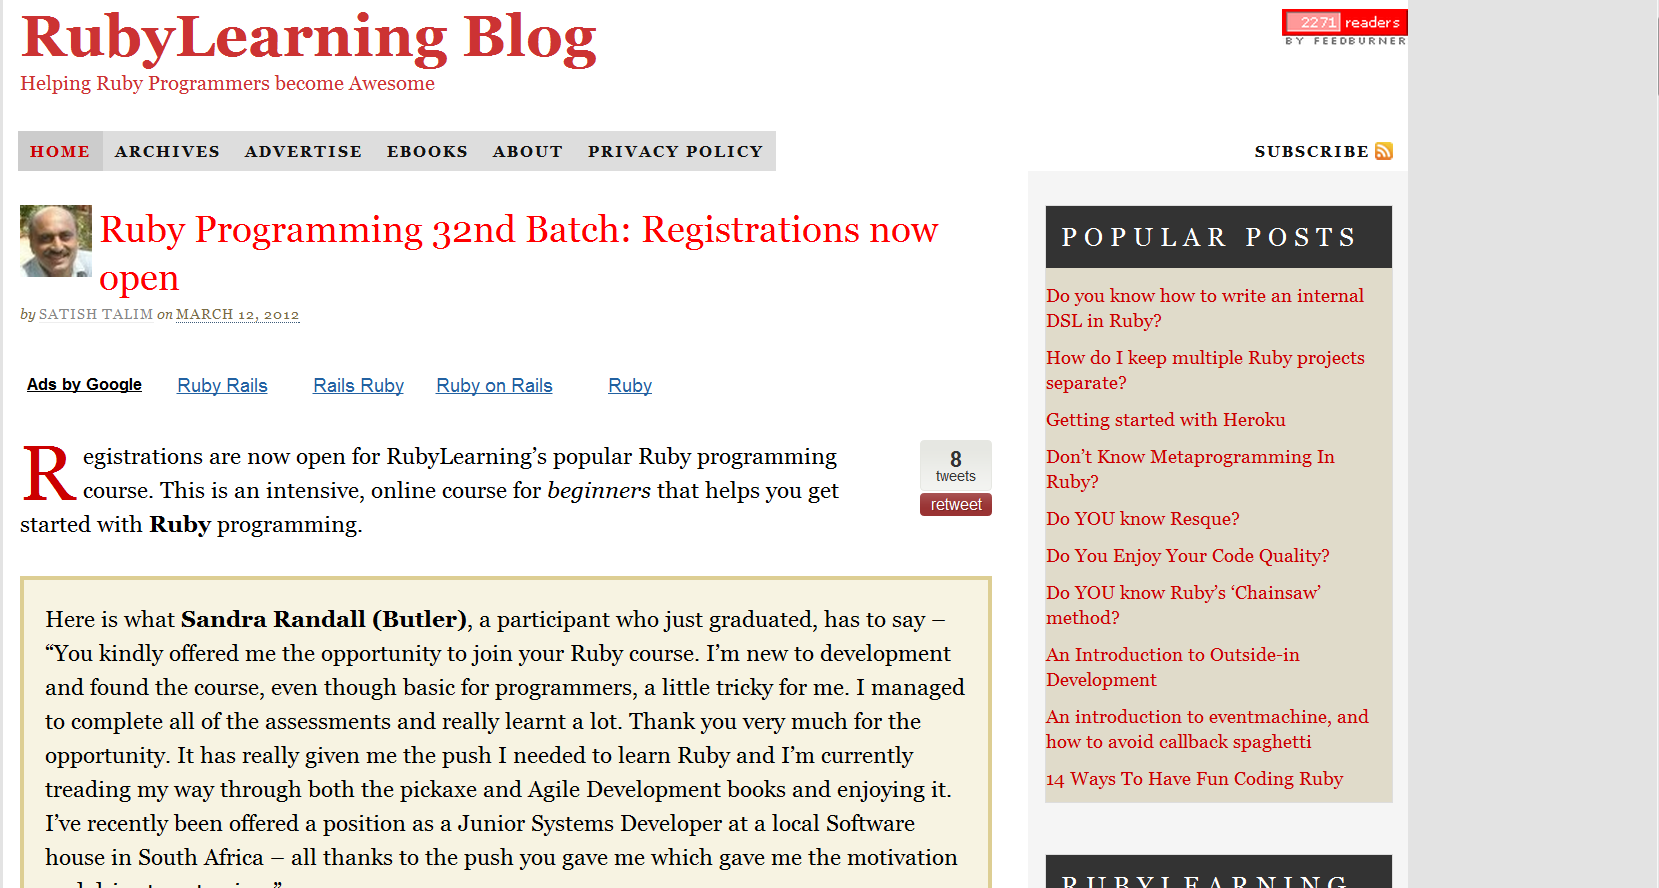 RubyLearning Blog
Helping Ruby Programmers become Awesome
2271 readers
BY FEEDBURNER
HOME ARCHIVES ADVERTISE EBOOKS ABOUT PRIVACY POLICY
SUBSCRIBE
Ruby Programming 32nd Batch: Registrations now
open
by SATISH TALIM on MARCH 12, 2012
Ads by Google Ruby Rails Rails Ruby Ruby on Rails Ruby
Registrations are now open for RubyLearning’s popular Ruby programming
course. This is an intensive, online course for beginners that helps you get
started with Ruby programming.
8
tweets
retweet
Here is what Sandra Randall (Butler), a participant who just graduated, has to say –
“You kindly offered me the opportunity to join your Ruby course. I’m new to development
and found the course, even though basic for programmers, a little tricky for me. I managed
to complete all of the assessments and really learnt a lot. Thank you very much for the
opportunity. It has really given me the push I needed to learn Ruby and I’m currently
treading my way through both the pickaxe and Agile Development books and enjoying it.
I’ve recently been offered a position as a Junior Systems Developer at a local Software
house in South Africa – all thanks to the push you gave me which gave me the motivation
POPULAR POSTS
Do you know how to write an internal
DSL in Ruby?
How do I keep multiple Ruby projects
separate?
Getting started with Heroku
Don’t Know Metaprogramming In
Ruby?
Do YOU know Resque?
Do You Enjoy Your Code Quality?
Do YOU know Ruby’s ‘Chainsaw’
method?
An Introduction to Outside-in
Development
An introduction to eventmachine, and
how to avoid callback spaghetti
14 Ways To Have Fun Coding Ruby
RUBYLEARNING